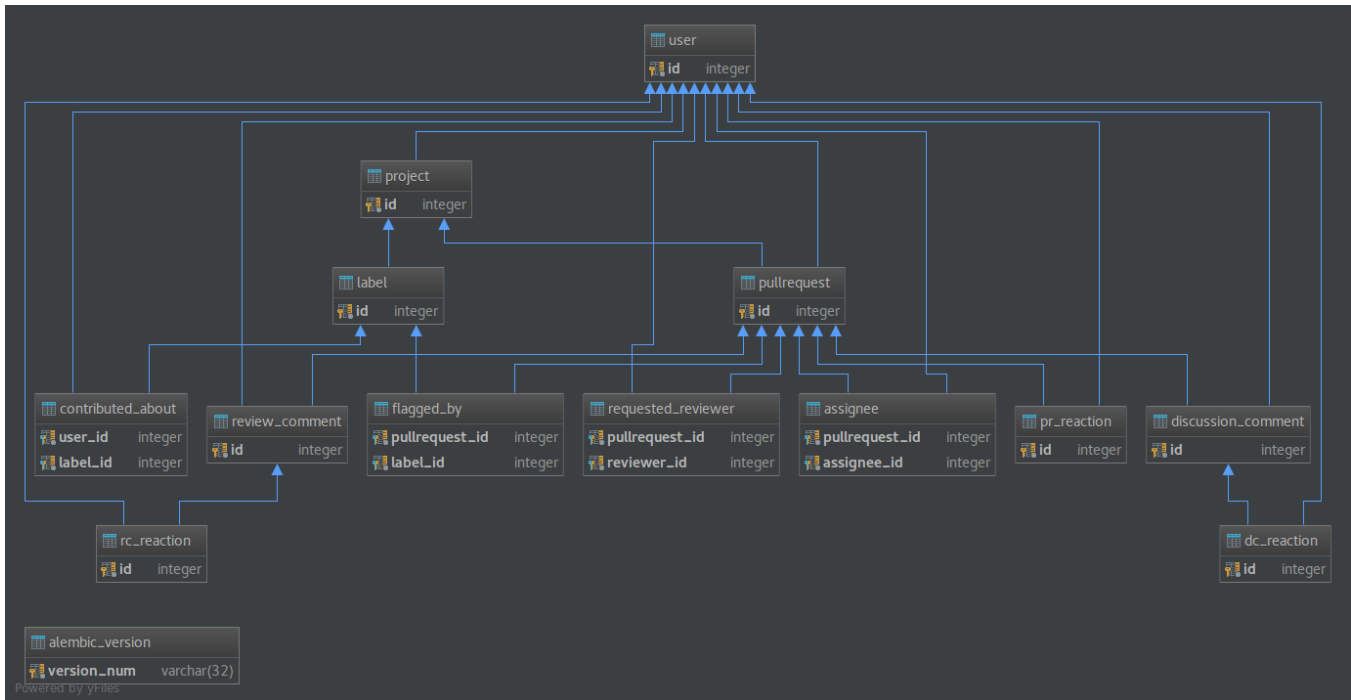 user
id integer
project
id integer
label
id integer
pullrequest
id integer
contributed_about
user_id integer
label_id integer
review_comment
id integer
flagged_by
pullrequest_id integer
label_id integer
requested_reviewer
pullrequest_id integer
reviewer_id integer
assignee
pullrequest_id integer
assignee_id integer
pr_reaction
id integer
discussion_comment
id integer
rc_reaction
id integer
dc_reaction
id integer
alembic_version
version_num varchar(32)
Powered by yFiles